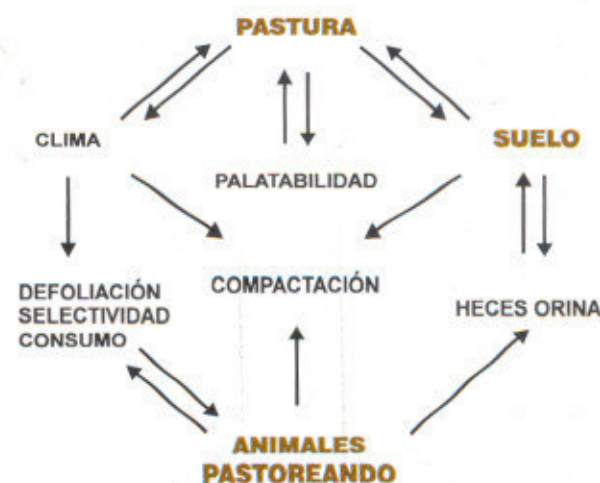 PASTURA
CLIMA
SUELO
PALATABILIDAD
DEFOLIACIÓN
SELECTIVIDAD
CONSUMO
COMPACTACIÓN
HECES ORINA
ANIMALES
PASTOREANDO